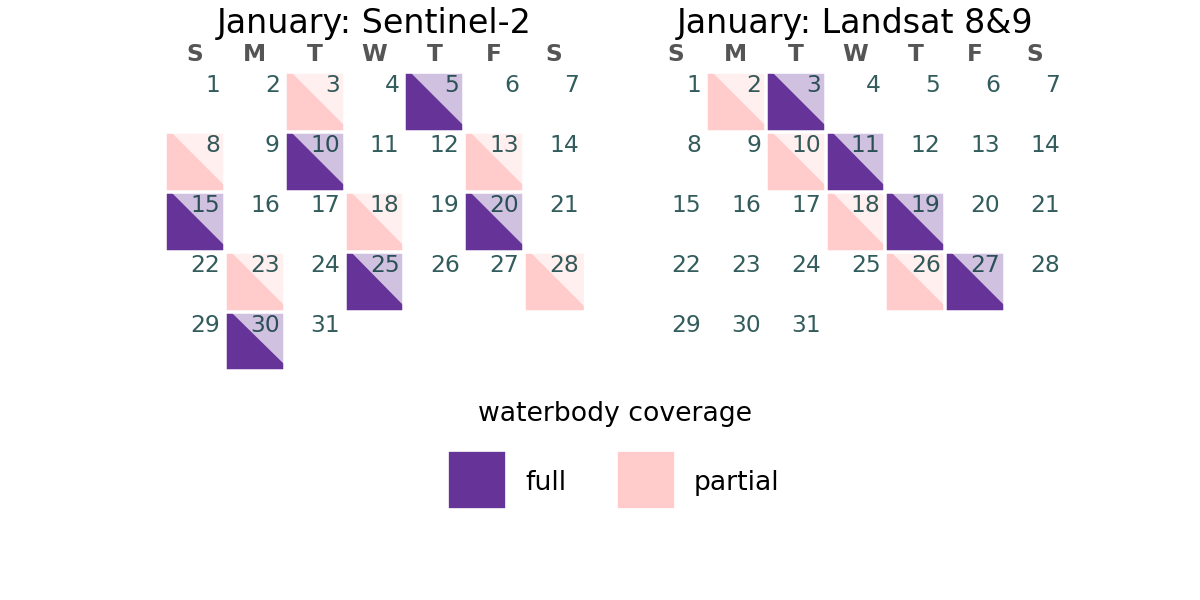 January: Sentinel-2
S M T W T F S
1 2 3 4 5 6 7
8 9 10 11 12 13 14
15 16 17 18 19 20 21
22 23 24 25 26 27 28
29 30 31
January: Landsat 8&9
S M T W T F S
1 2 3 4 5 6 7
8 9 10 11 12 13 14
15 16 17 18 19 20 21
22 23 24 25 26 27 28
29 30 31
waterbody coverage
full
partial